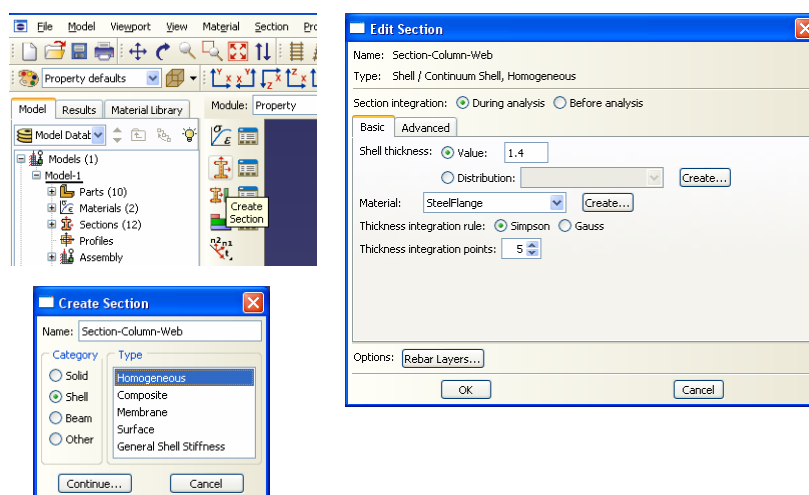 File Model Viewport View Material Section
Property defaults
Model Results Material Library Module: Property
Model Datab
Models (1)
Model-1
Parts (10)
Materials (2)
Sections (12)
Profiles
Assembly
Create
Section
Create Section
Name: Section-Column-Web
Category Type
Solid
Shell
Beam
Other
Homogeneous
Composite
Membrane
Surface
General Shell Stiffness
Continue... Cancel
Edit Section
Name: Section-Column-Web
Type: Shell / Continuum Shell, Homogeneous
Section integration: During analysis Before analysis
Basic Advanced
Shell thickness: Value: 1.4
Distribution: Create...
Material: SteelFlange Create...
Thickness integration rule: Simpson Gauss
Thickness integration points: 5
Options: Rebar Layers...
OK Cancel